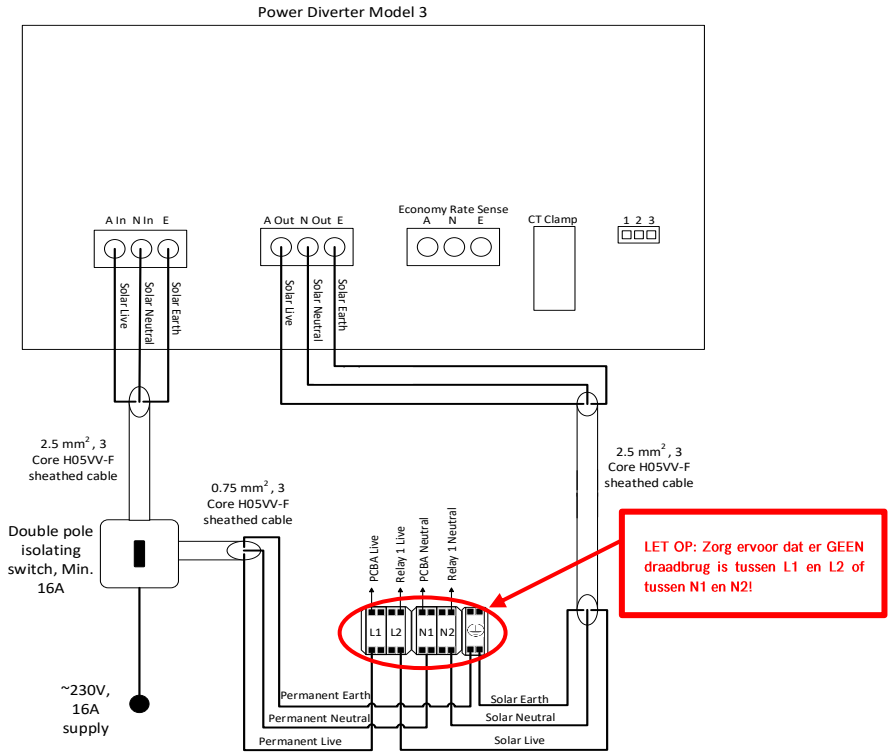 Power Diverter Model 3
A In N In E
A Out N Out E
Economy Rate Sense
A N E
CT Clamp
1 2 3
Solar Live
Solar Neutral
Solar Earth
Solar Live
Solar Neutral
Solar Earth
2.5 mm², 3
Core H05VV-F
sheathed cable
2.5 mm², 3
Core H05VV-F
sheathed cable
0.75 mm², 3
Core H05VV-F
sheathed cable
Double pole
isolating
switch, Min.
16A
PCBA Live
Relay 1 Live
PCBA Neutral
Relay 1 Neutral
LET OP: Zorg ervoor dat er GEEN
draadbrug is tussen L1 en L2 of
tussen N1 en N2!
L1 L2 N1 N2
~230V,
16A
supply
Permanent Earth
Permanent Neutral
Permanent Live
Solar Earth
Solar Neutral
Solar Live